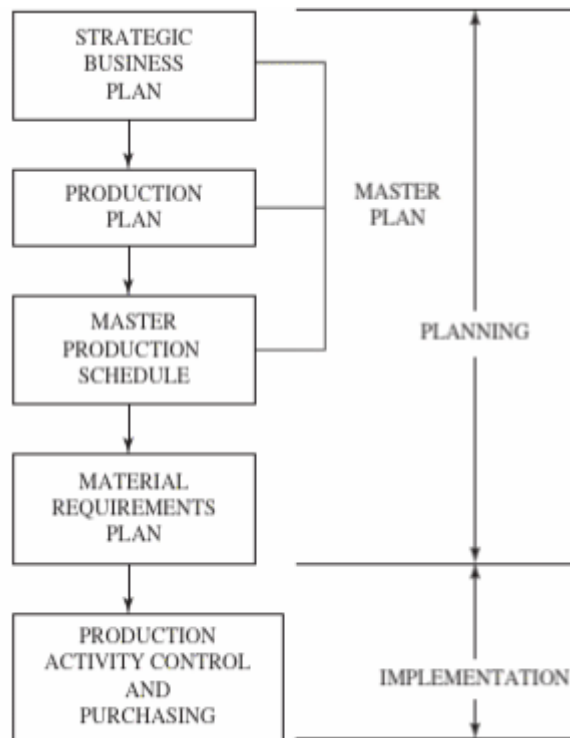 STRATEGIC
BUSINESS
PLAN
PRODUCTION
PLAN
MASTER
PLAN
MASTER
PRODUCTION
SCHEDULE
PLANNING
MATERIAL
REQUIREMENTS
PLAN
PRODUCTION
ACTIVITY CONTROL
AND
PURCHASING
IMPLEMENTATION